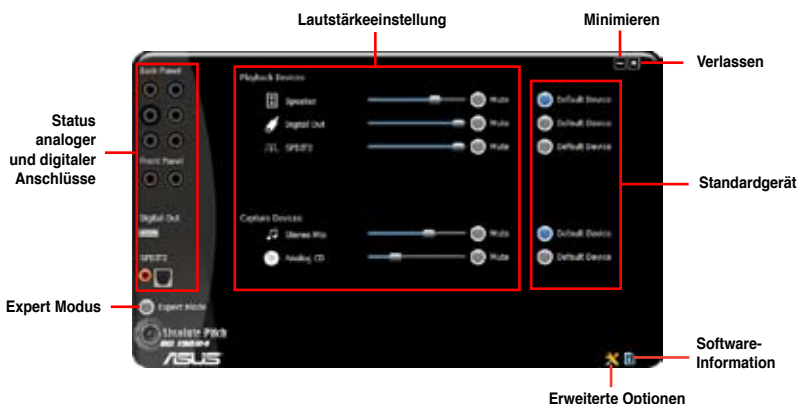 Lautstärkeeinstellung
Minimieren
Verlassen
Back Panel
Playback Devices
Speaker Mute Default Device
Digital Out Mute Default Device
SPDIF2 Mute Default Device
Status
analoger
und digitaler
Anschlüsse
Front Panel
Standardgerät
Digital Out
Capture Devices
Stereo Mix Mute Default Device
Analog CD Mute Default Device
SPDIF2
Expert Modus
Expert Mode
Absolute Pitch
ASUS
Software-
Information
Erweiterte Optionen